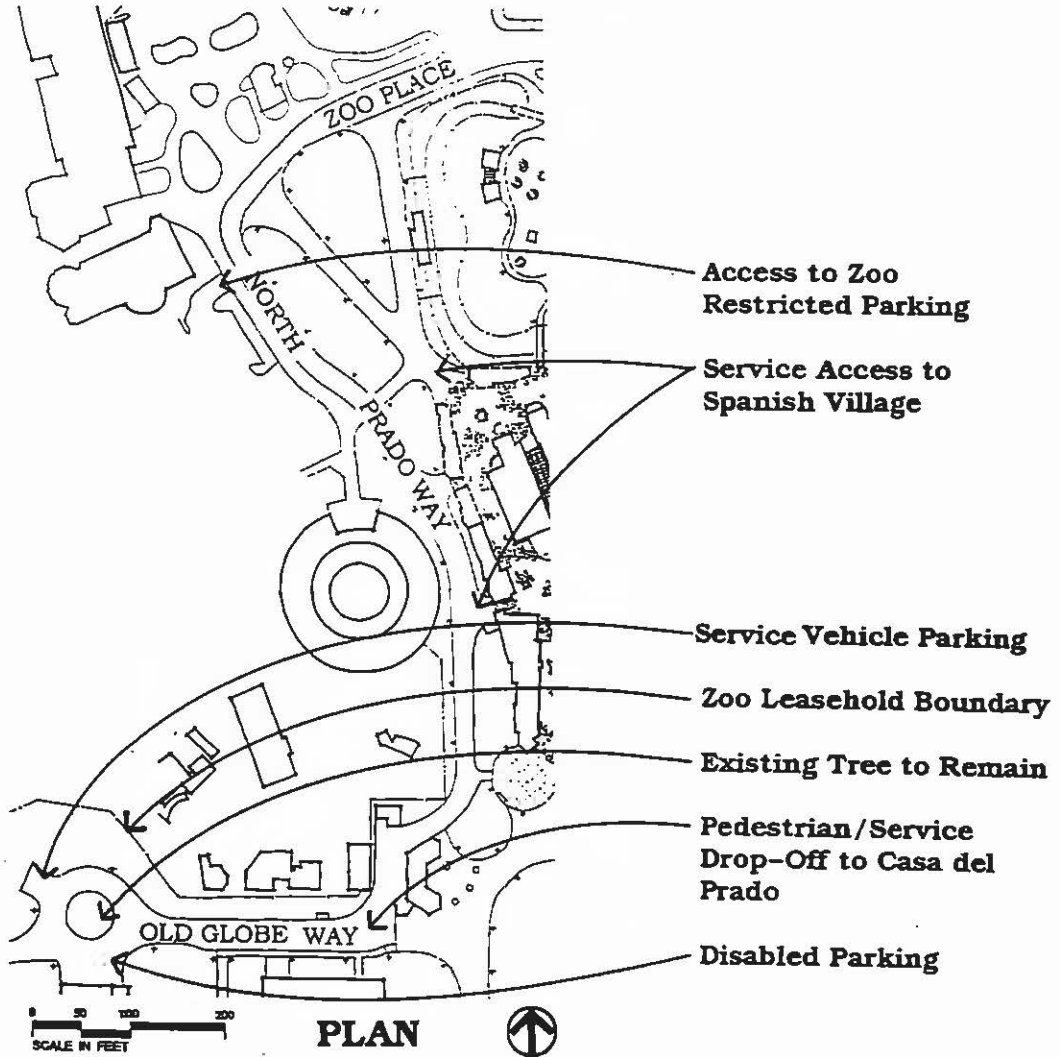 ZOO PLACE
NORTH
PRADO WAY
Access to Zoo
Restricted Parking
Service Access to
Spanish Village
Service Vehicle Parking
Zoo Leasehold Boundary
Existing Tree to Remain
Pedestrian/Service
Drop-Off to Casa del
Prado
OLD GLOBE WAY
Disabled Parking
0 50 100 200
SCALE IN FEET
PLAN